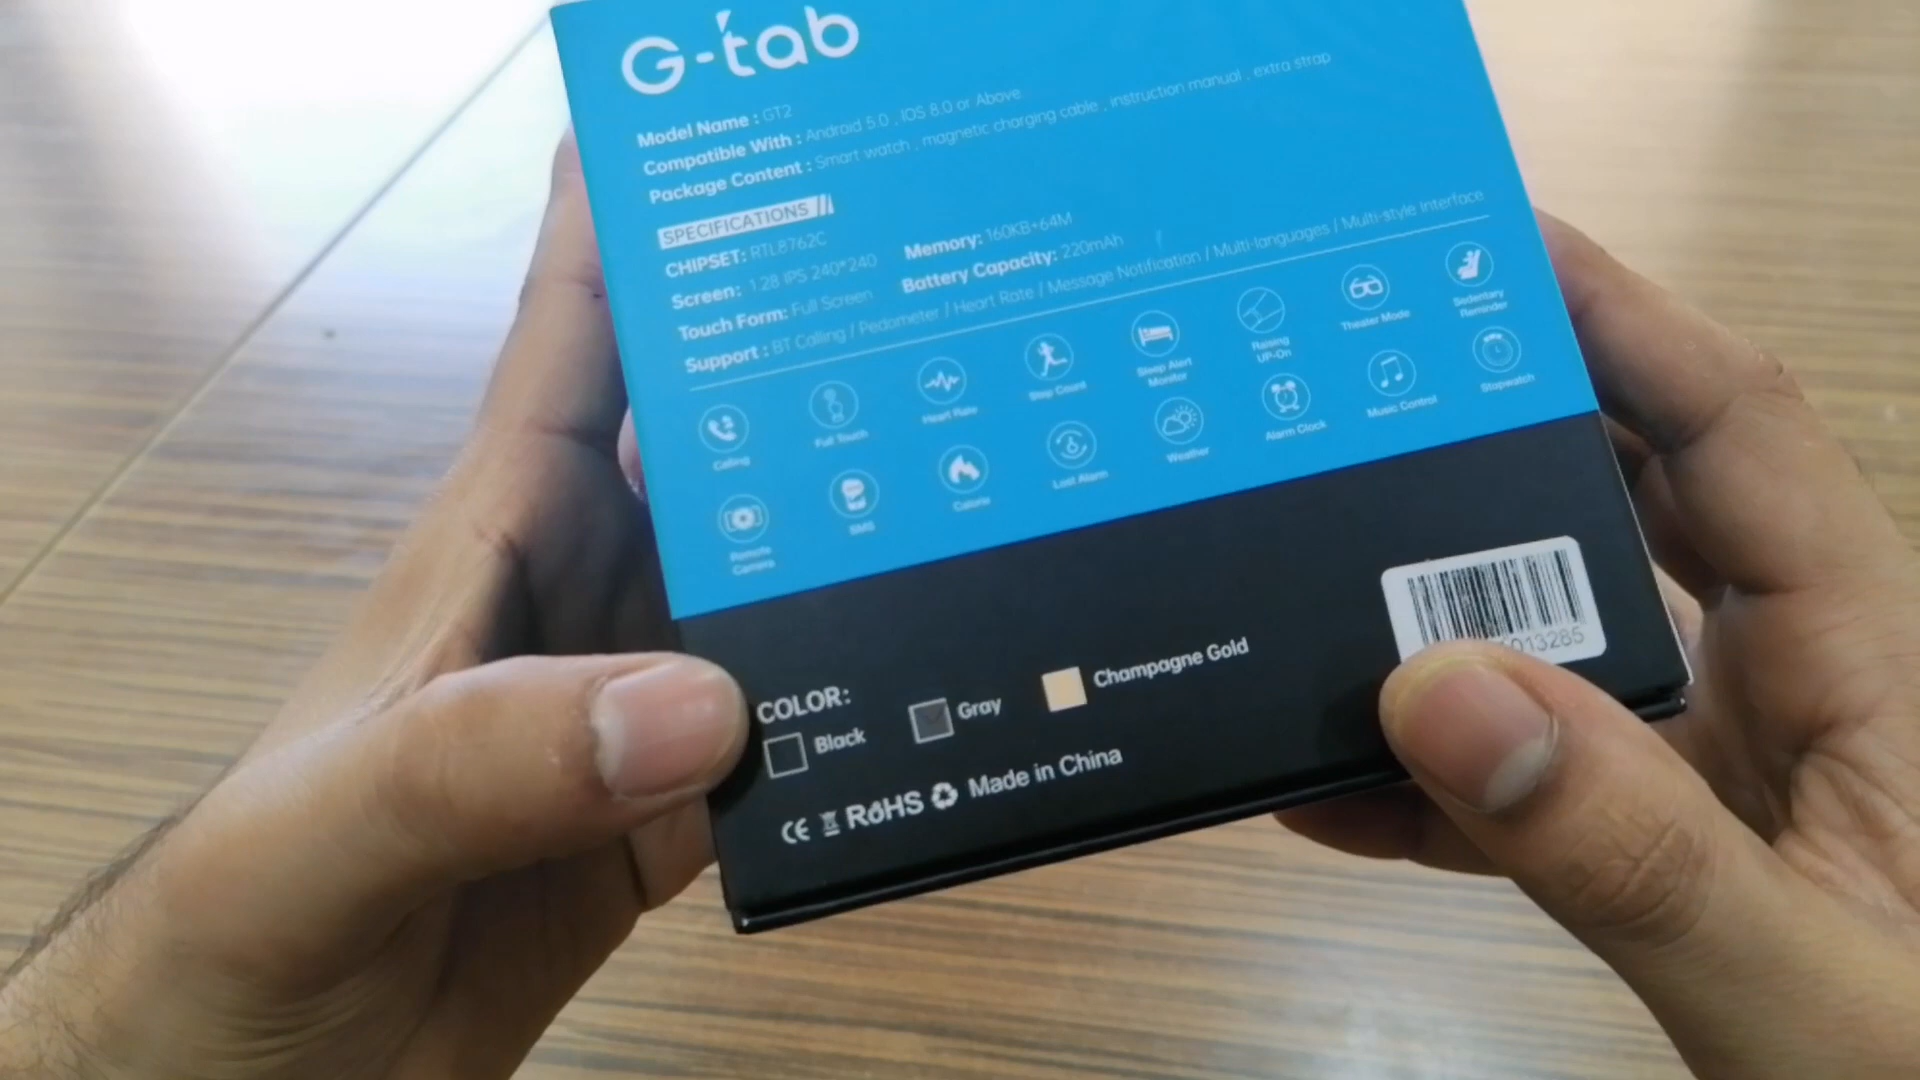 G-tab
Model Name : GT2
Compatible With : Android 5.0 , IOS 8.0 or Above
Package Content : Smart watch , magnetic charging cable , instruction manual , extra strap
SPECIFICATIONS
CHIPSET: RTL8762C
Memory: 160KB+64M
Screen: 1.28 IPS 240*240
Battery Capacity: 220mAh
Touch Form: Full Screen
Support : BT Calling / Pedometer / Heart Rate / Message Notification / Multi-languages / Multi-style Interface
Calling
Full Touch
Heart Rate
Step Count
Sleep Alert
Monitor
Raising
UP-On
Theater Mode
Sedentary
Reminder
Remote
Camera
SMS
Calorie
Lost Alarm
Weather
Alarm Clock
Music Control
Stopwatch
013285
COLOR:
Black
Gray
Champagne Gold
CE RoHS Made in China